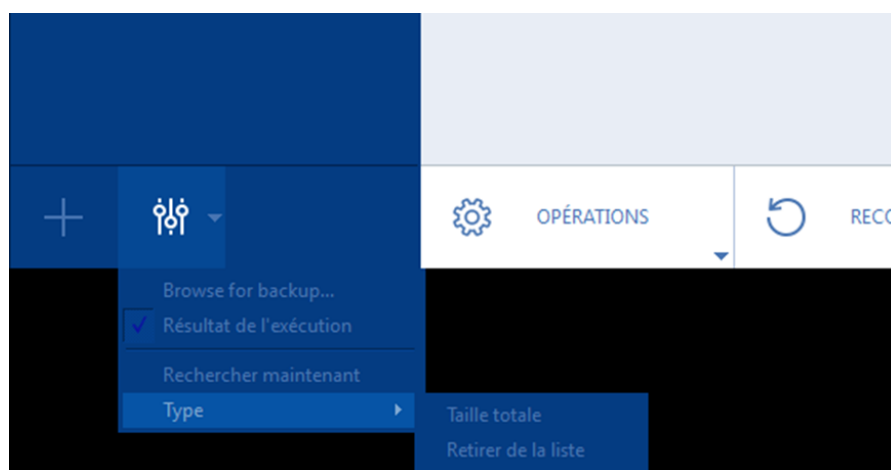 OPÉRATIONS
RECO
Browse for backup...
Résultat de l'exécution
Rechercher maintenant
Type
Taille totale
Retirer de la liste